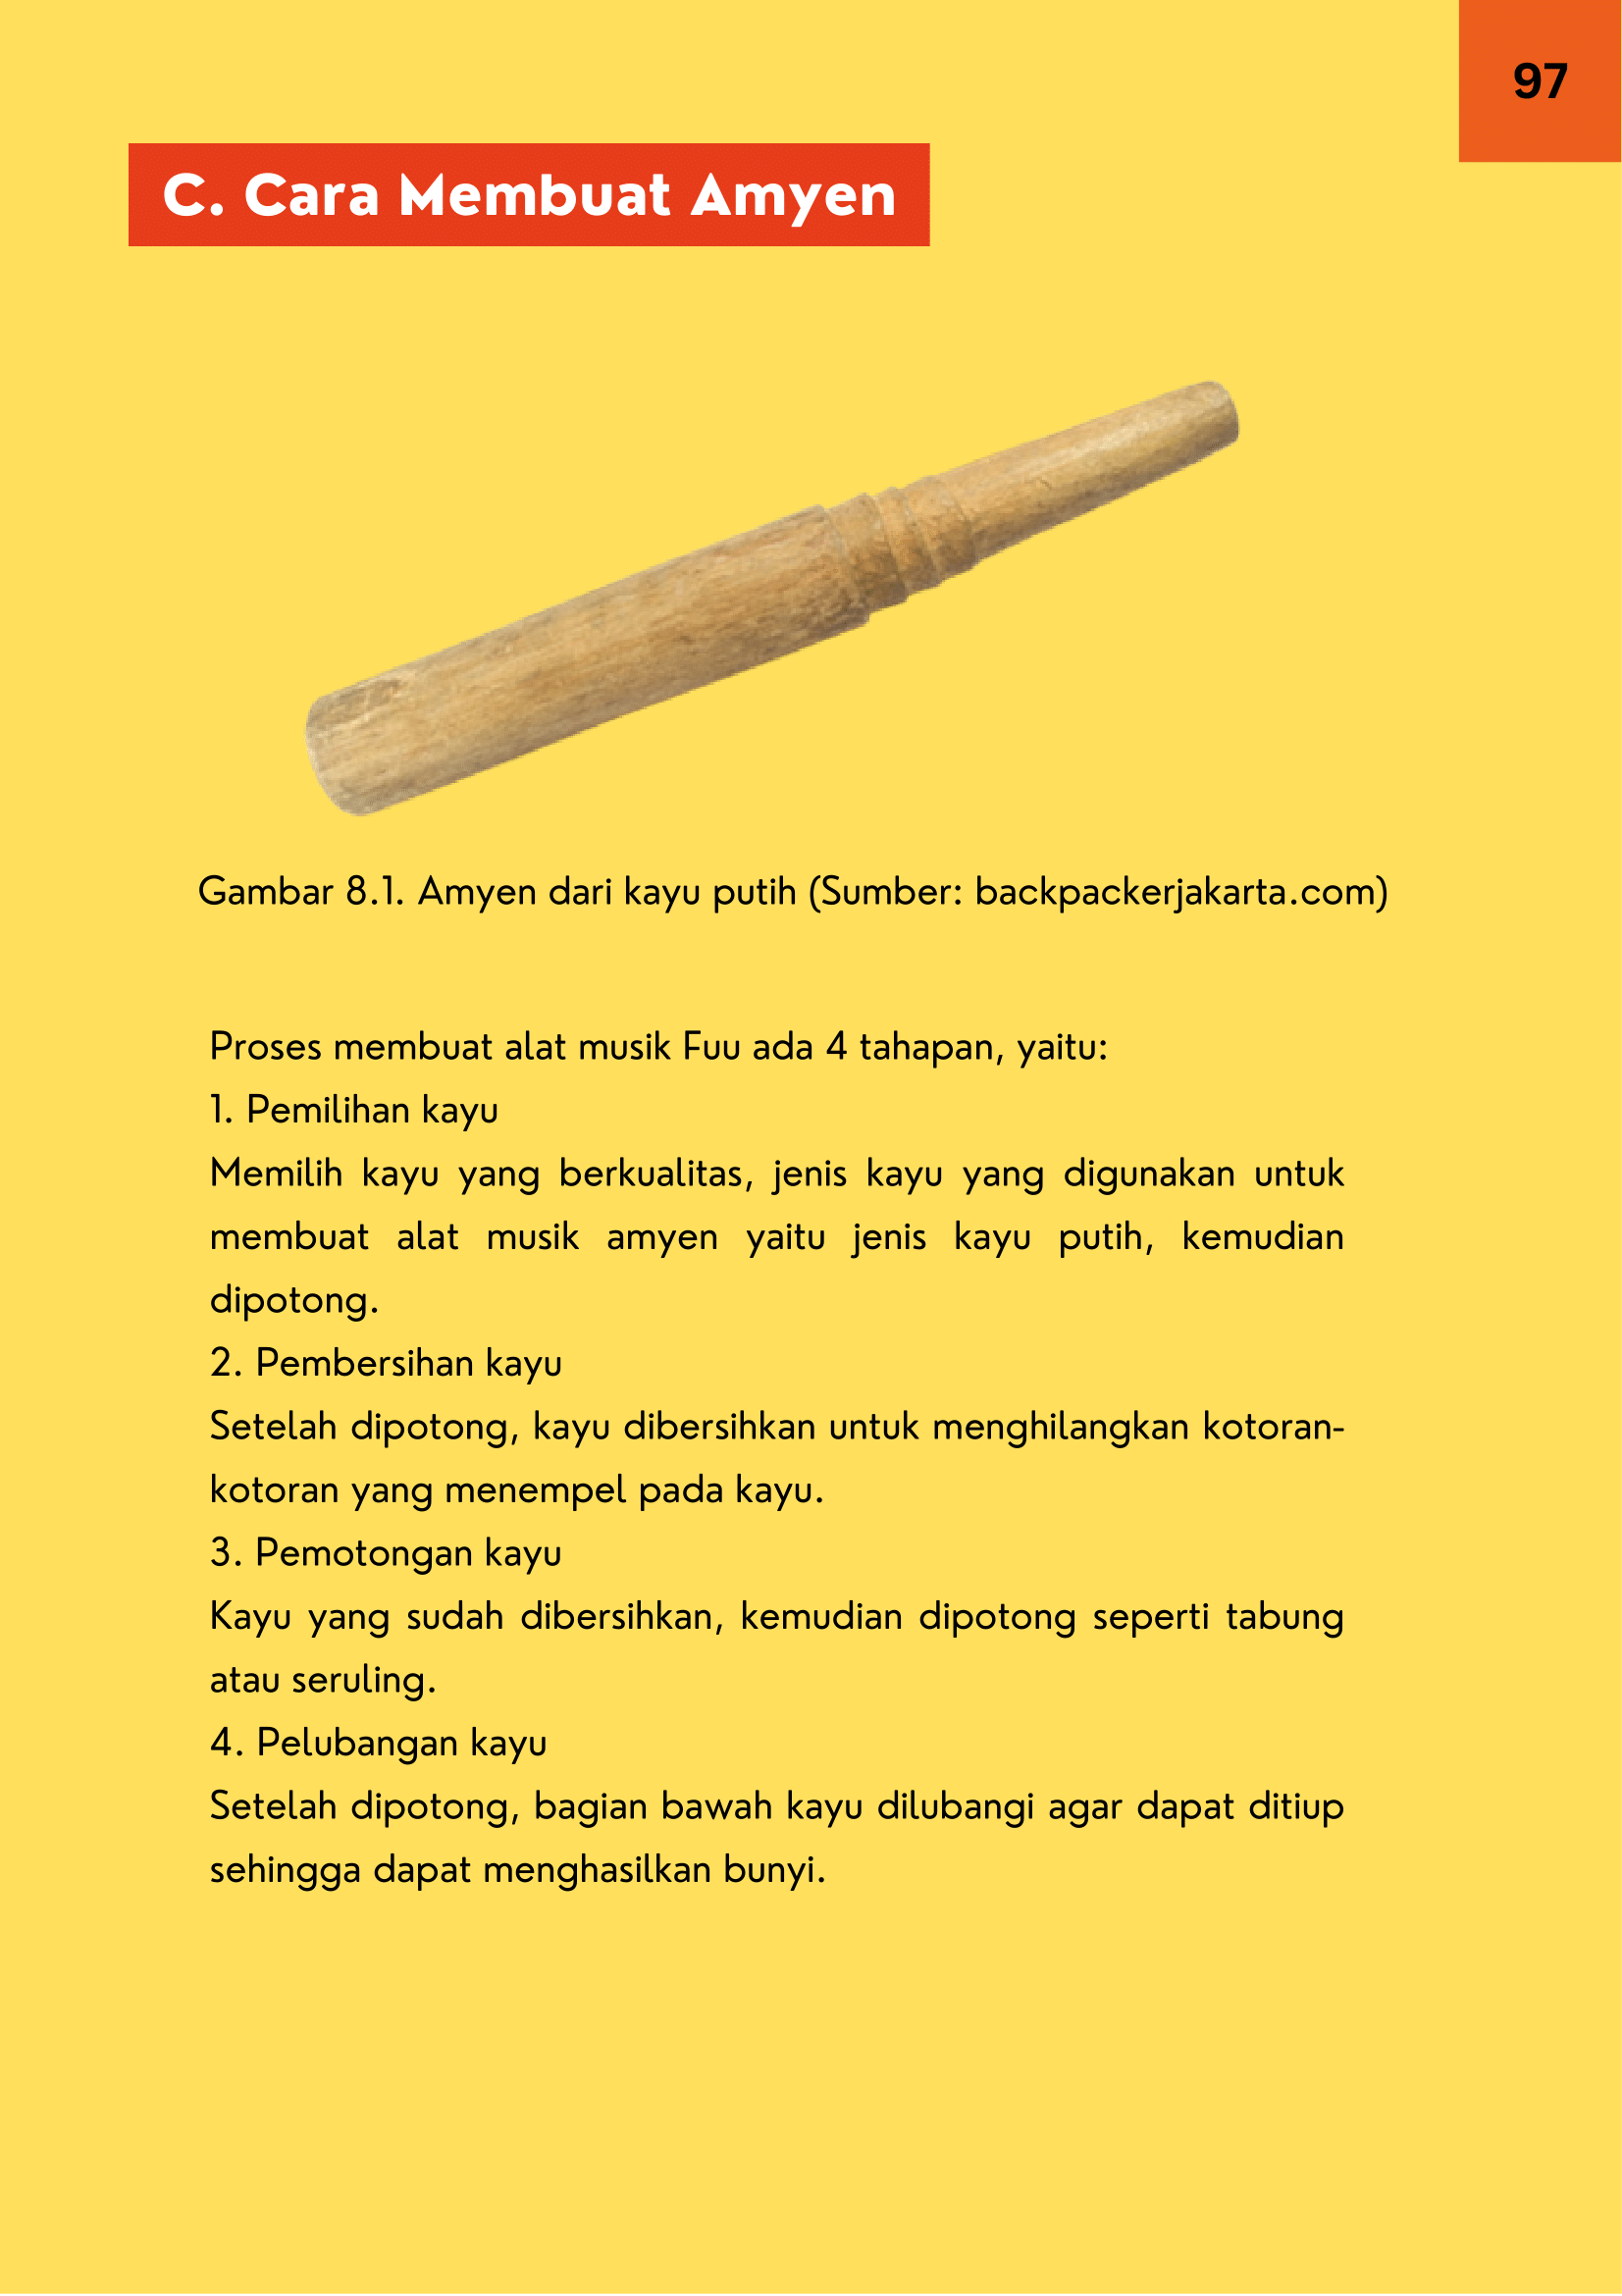 97
C. Cara Membuat Amyen
Gambar 8.1. Amyen dari kayu putih (Sumber: backpackerjakarta.com)
Proses membuat alat musik Fuu ada 4 tahapan, yaitu:
1. Pemilihan kayu
Memilih kayu yang berkualitas, jenis kayu yang digunakan untuk
membuat alat musik amyen yaitu jenis kayu putih, kemudian
dipotong.
2. Pembersihan kayu
Setelah dipotong, kayu dibersihkan untuk menghilangkan kotoran-
kotoran yang menempel pada kayu.
3. Pemotongan kayu
Kayu yang sudah dibersihkan, kemudian dipotong seperti tabung
atau seruling.
4. Pelubangan kayu
Setelah dipotong, bagian bawah kayu dilubangi agar dapat ditiup
sehingga dapat menghasilkan bunyi.